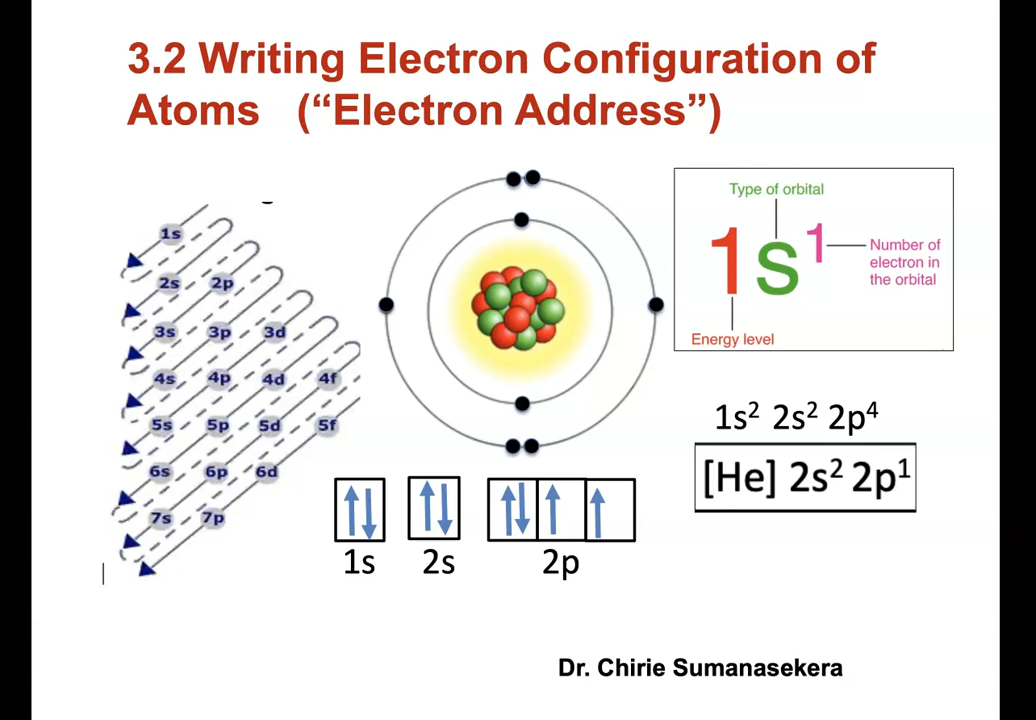 3.2 Writing Electron Configuration of
Atoms (“Electron Address”)
1s
2s 2p
3s 3p 3d
4s 4p 4d 4f
5s 5p 5d 5f
6s 6p 6d
7s 7p
Type of orbital
1s¹
Number of
electron in
the orbital
Energy level
1s² 2s² 2p⁴
[He] 2s² 2p¹
1s 2s 2p
Dr. Chirie Sumanasekera